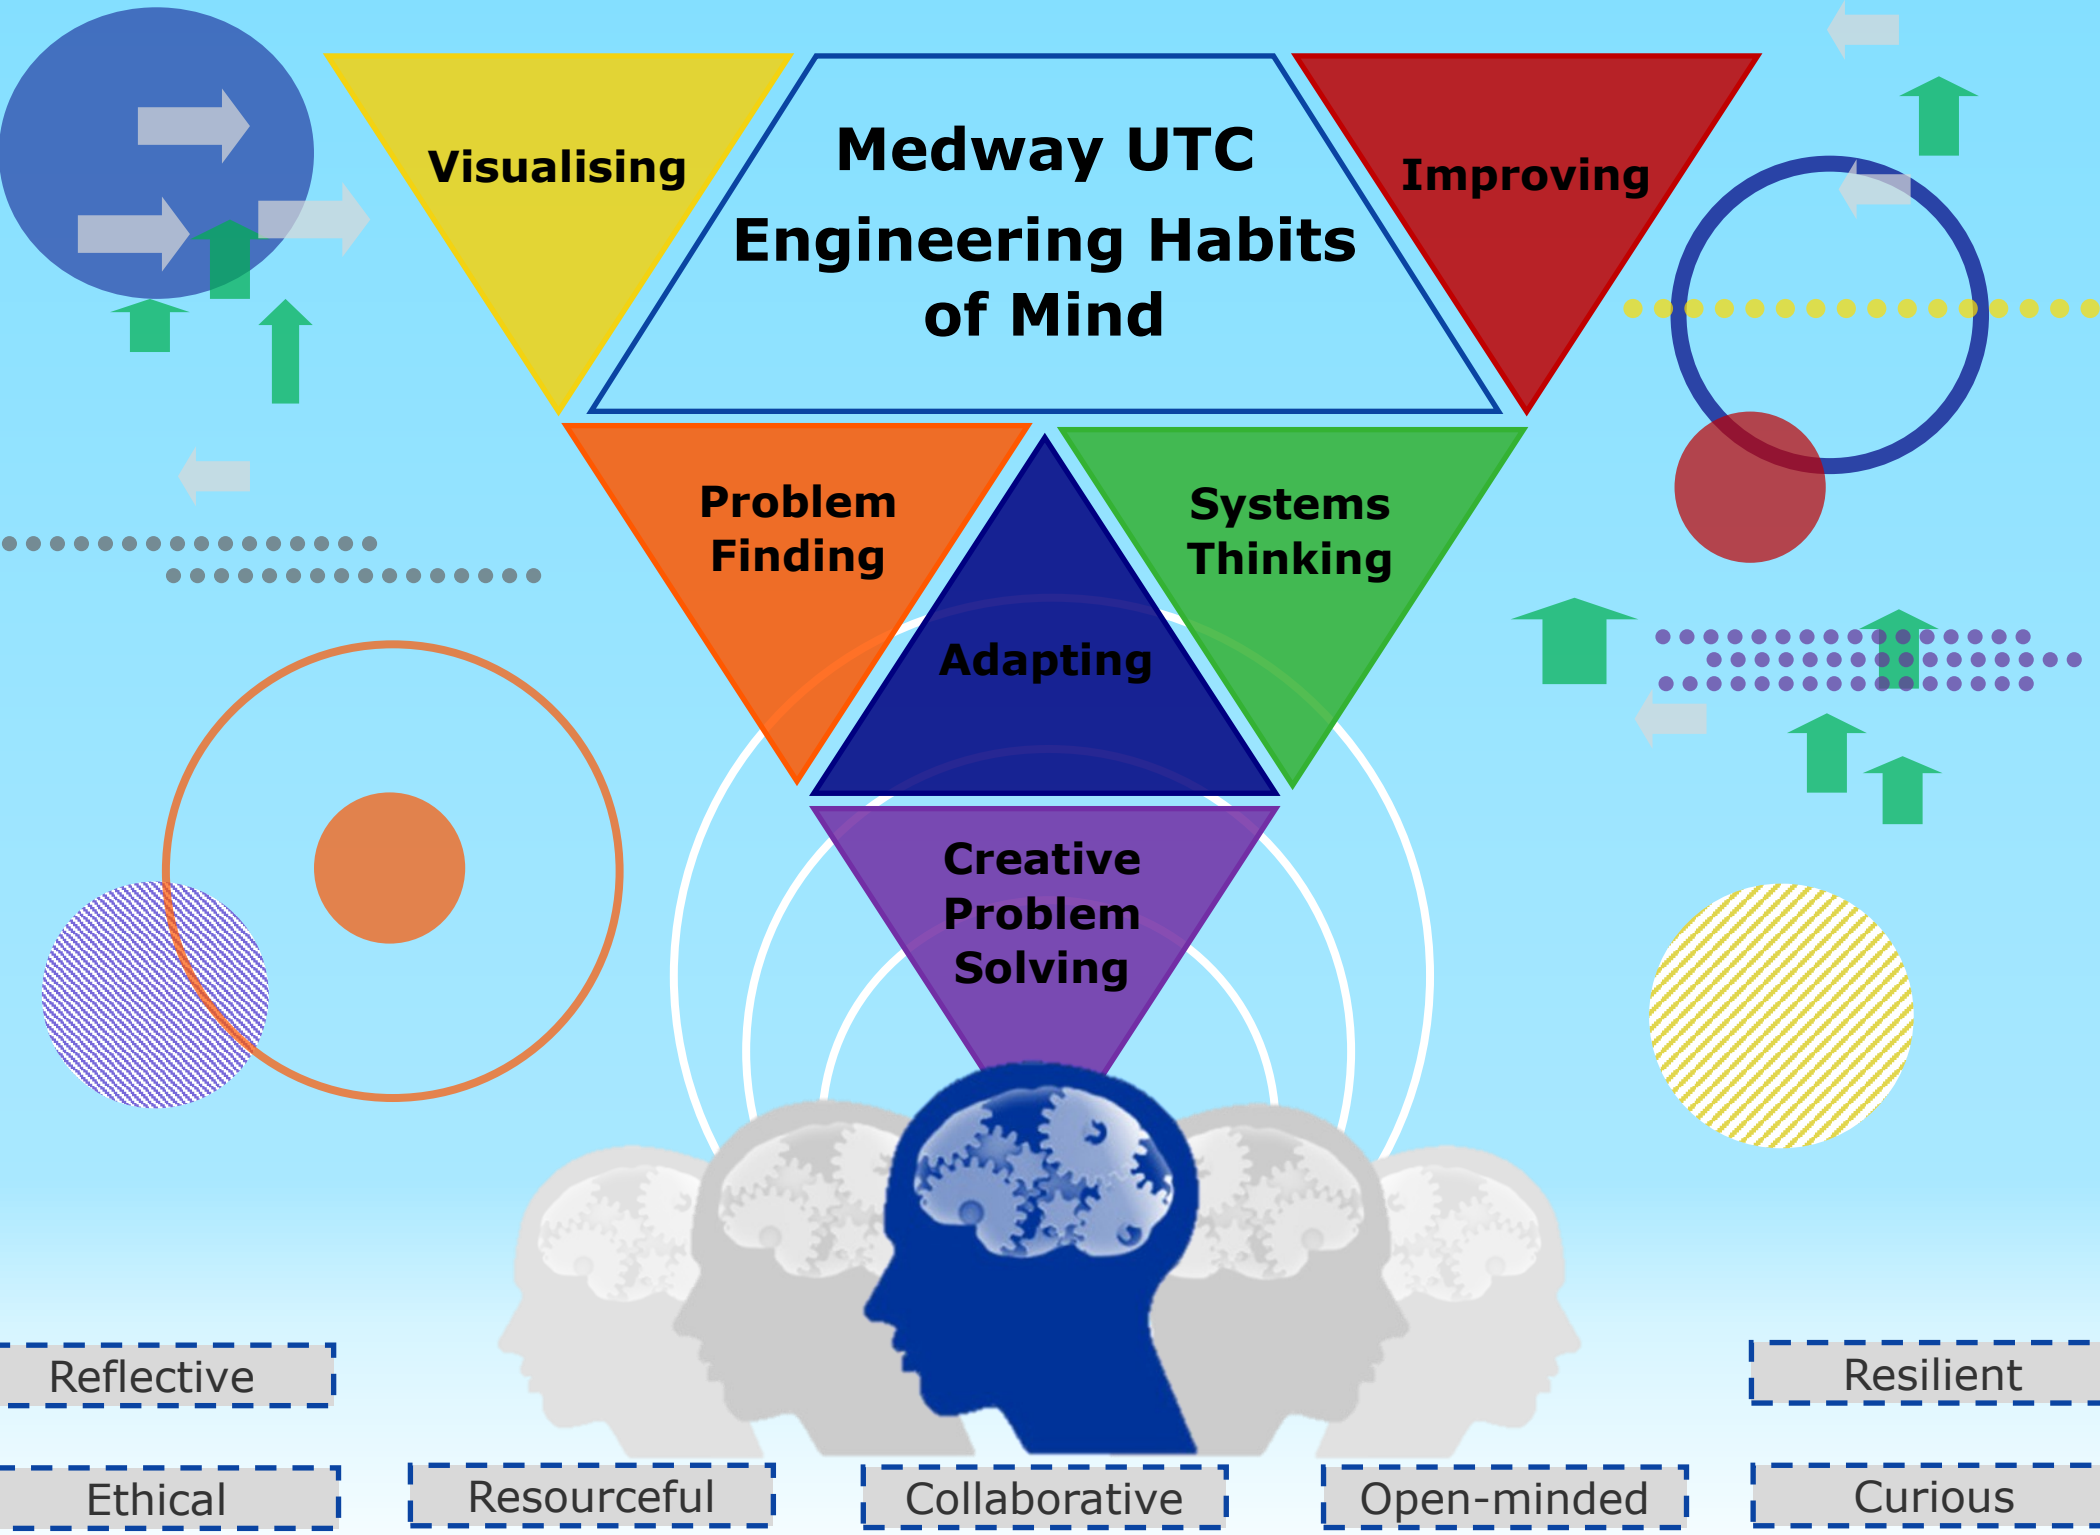 Medway UTC
Engineering Habits
of Mind
Visualising
Improving
Problem
Finding
Systems
Thinking
Adapting
Creative
Problem
Solving
Reflective
Resilient
Ethical
Resourceful
Collaborative
Open-minded
Curious